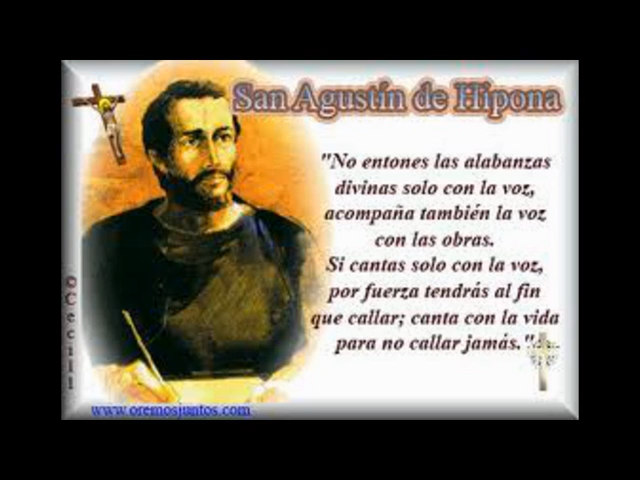 San Agustín de Hipona
"No entones las alabanzas
divinas solo con la voz,
acompaña también la voz
con las obras.
Si cantas solo con la voz,
por fuerza tendrás al fin
que callar; canta con la vida
para no callar jamás."
www.oremosjuntos.com